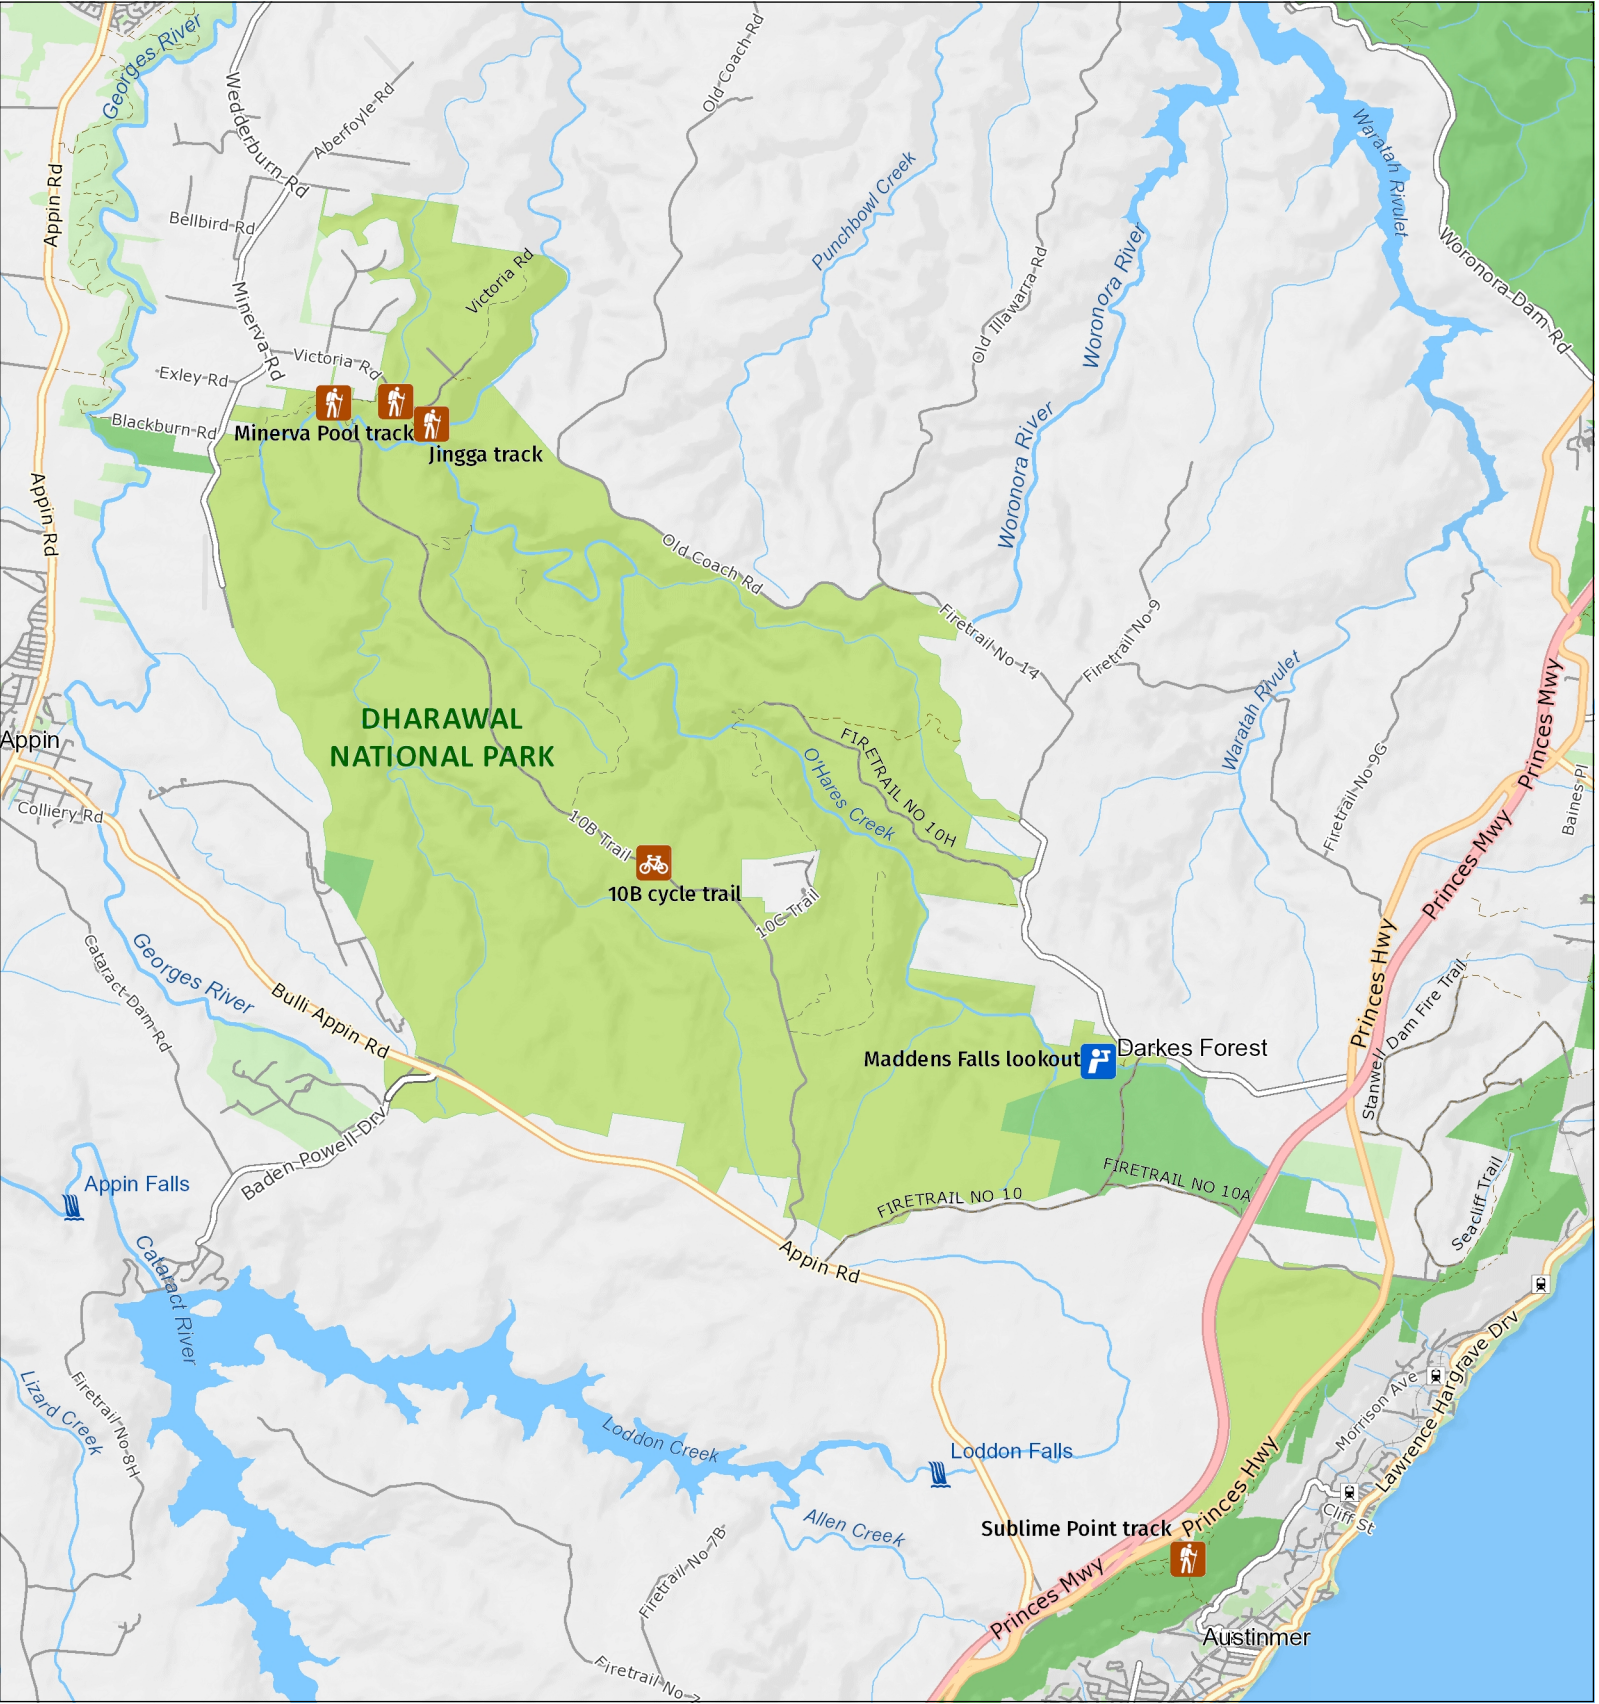 Georges River
Old Coach Rd
Wedderburn Rd
Aberfoyle Rd
Appin Rd
Waratah Rivulet
Punchbowl Creek
Bellbird Rd
Victoria Rd
Woronora River
Old Illawarra Rd
Woronora Dam Rd
Minerva Rd
Victoria Rd
Exley Rd
Blackburn Rd
Minerva Pool track
Jingga track
Woronora River
Appin Rd
Old Coach Rd
Firetrail No 14
Firetrail No 9
Waratah Rivulet
Princes Mwy
DHARAWAL
NATIONAL PARK
Appin
O'Hares Creek
FIRETRAIL NO 10H
Firetrail No 9G
Baines Pl
Colliery Rd
10B Trail
10B cycle trail
10C Trail
Princes Mwy
Princes Hwy
Cataract Dam Rd
Georges River
Bulli Appin Rd
Stanwell Dam Fire Trail
Maddens Falls lookout
Darkes Forest
Baden Powell Drv
Appin Falls
FIRETRAIL NO 10
FIRETRAIL NO 10A
Seacliff Trail
Cataract River
Appin Rd
Lizard Creek
Firetrail No 8H
Loddon Creek
Loddon Falls
Morrison Ave
Lawrence Hargrave Drv
Princes Hwy
Allen Creek
Sublime Point track
Cliff St
Firetrail No 7B
Princes Mwy
Austinmer
Firetrail No 7